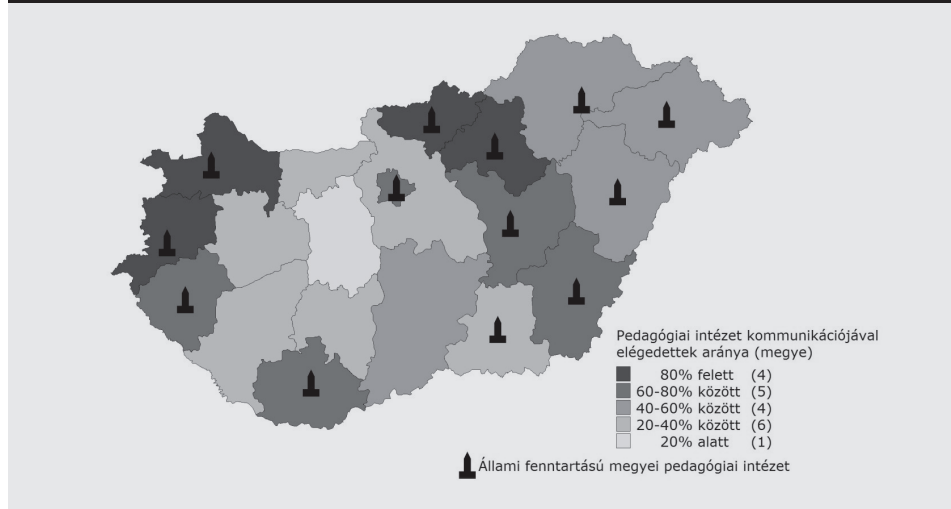 Pedagógiai intézet kommunikációjával
elégedettek aránya (megye)
80% felett (4)
60-80% között (5)
40-60% között (4)
20-40% között (6)
20% alatt (1)
Állami fenntartású megyei pedagógiai intézet